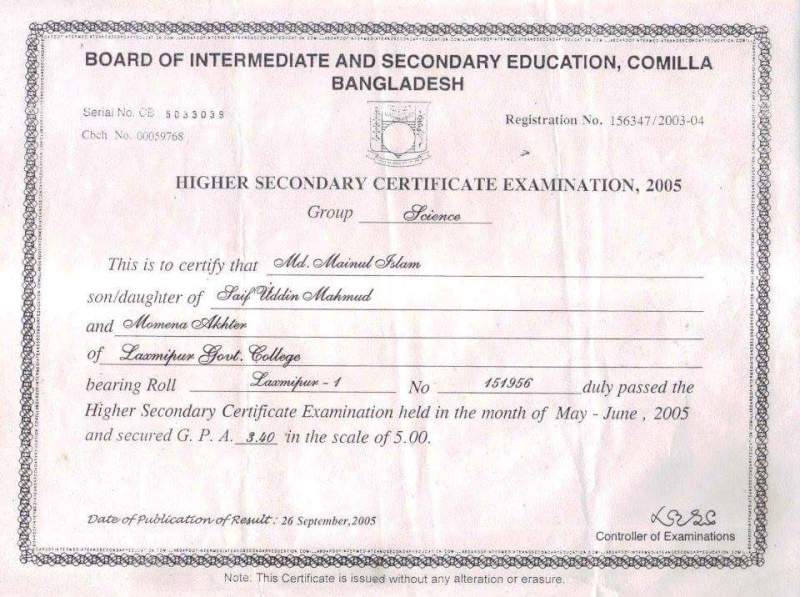 BOARD OF INTERMEDIATE AND SECONDARY EDUCATION, COMILLA
BANGLADESH
Serial No. CB 5033039
Registration No. 156347/2003-04
Cbch No. 00059768
HIGHER SECONDARY CERTIFICATE EXAMINATION, 2005
Group Science
This is to certify that Md. Mainul Islam
son/daughter of Saif Uddin Mahmud
and Momena Akhter
of Laxmipur Govt. College
bearing Roll Laxmipur - 1 No 151956 duly passed the
Higher Secondary Certificate Examination held in the month of May - June , 2005
and secured G. P. A. 3.40 in the scale of 5.00.
Date of Publication of Result : 26 September,2005
Controller of Examinations
Note: This Certificate is issued without any alteration or erasure.